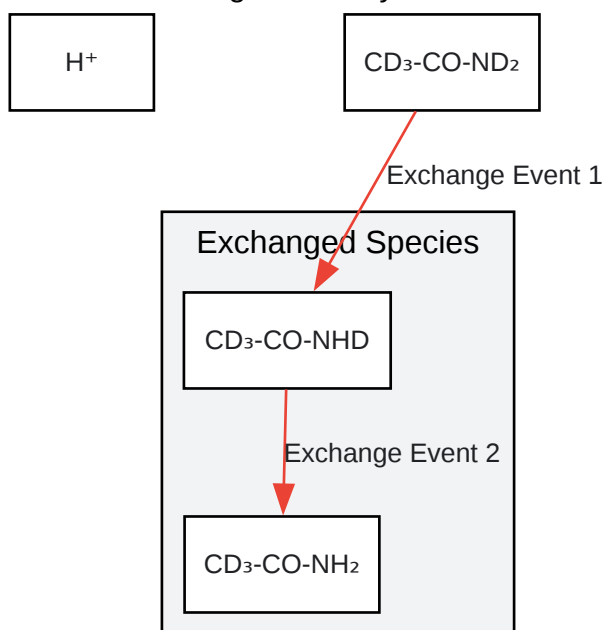 H⁺
CD₃-CO-ND₂
Exchange Event 1
Exchanged Species
CD₃-CO-NHD
Exchange Event 2
CD₃-CO-NH₂